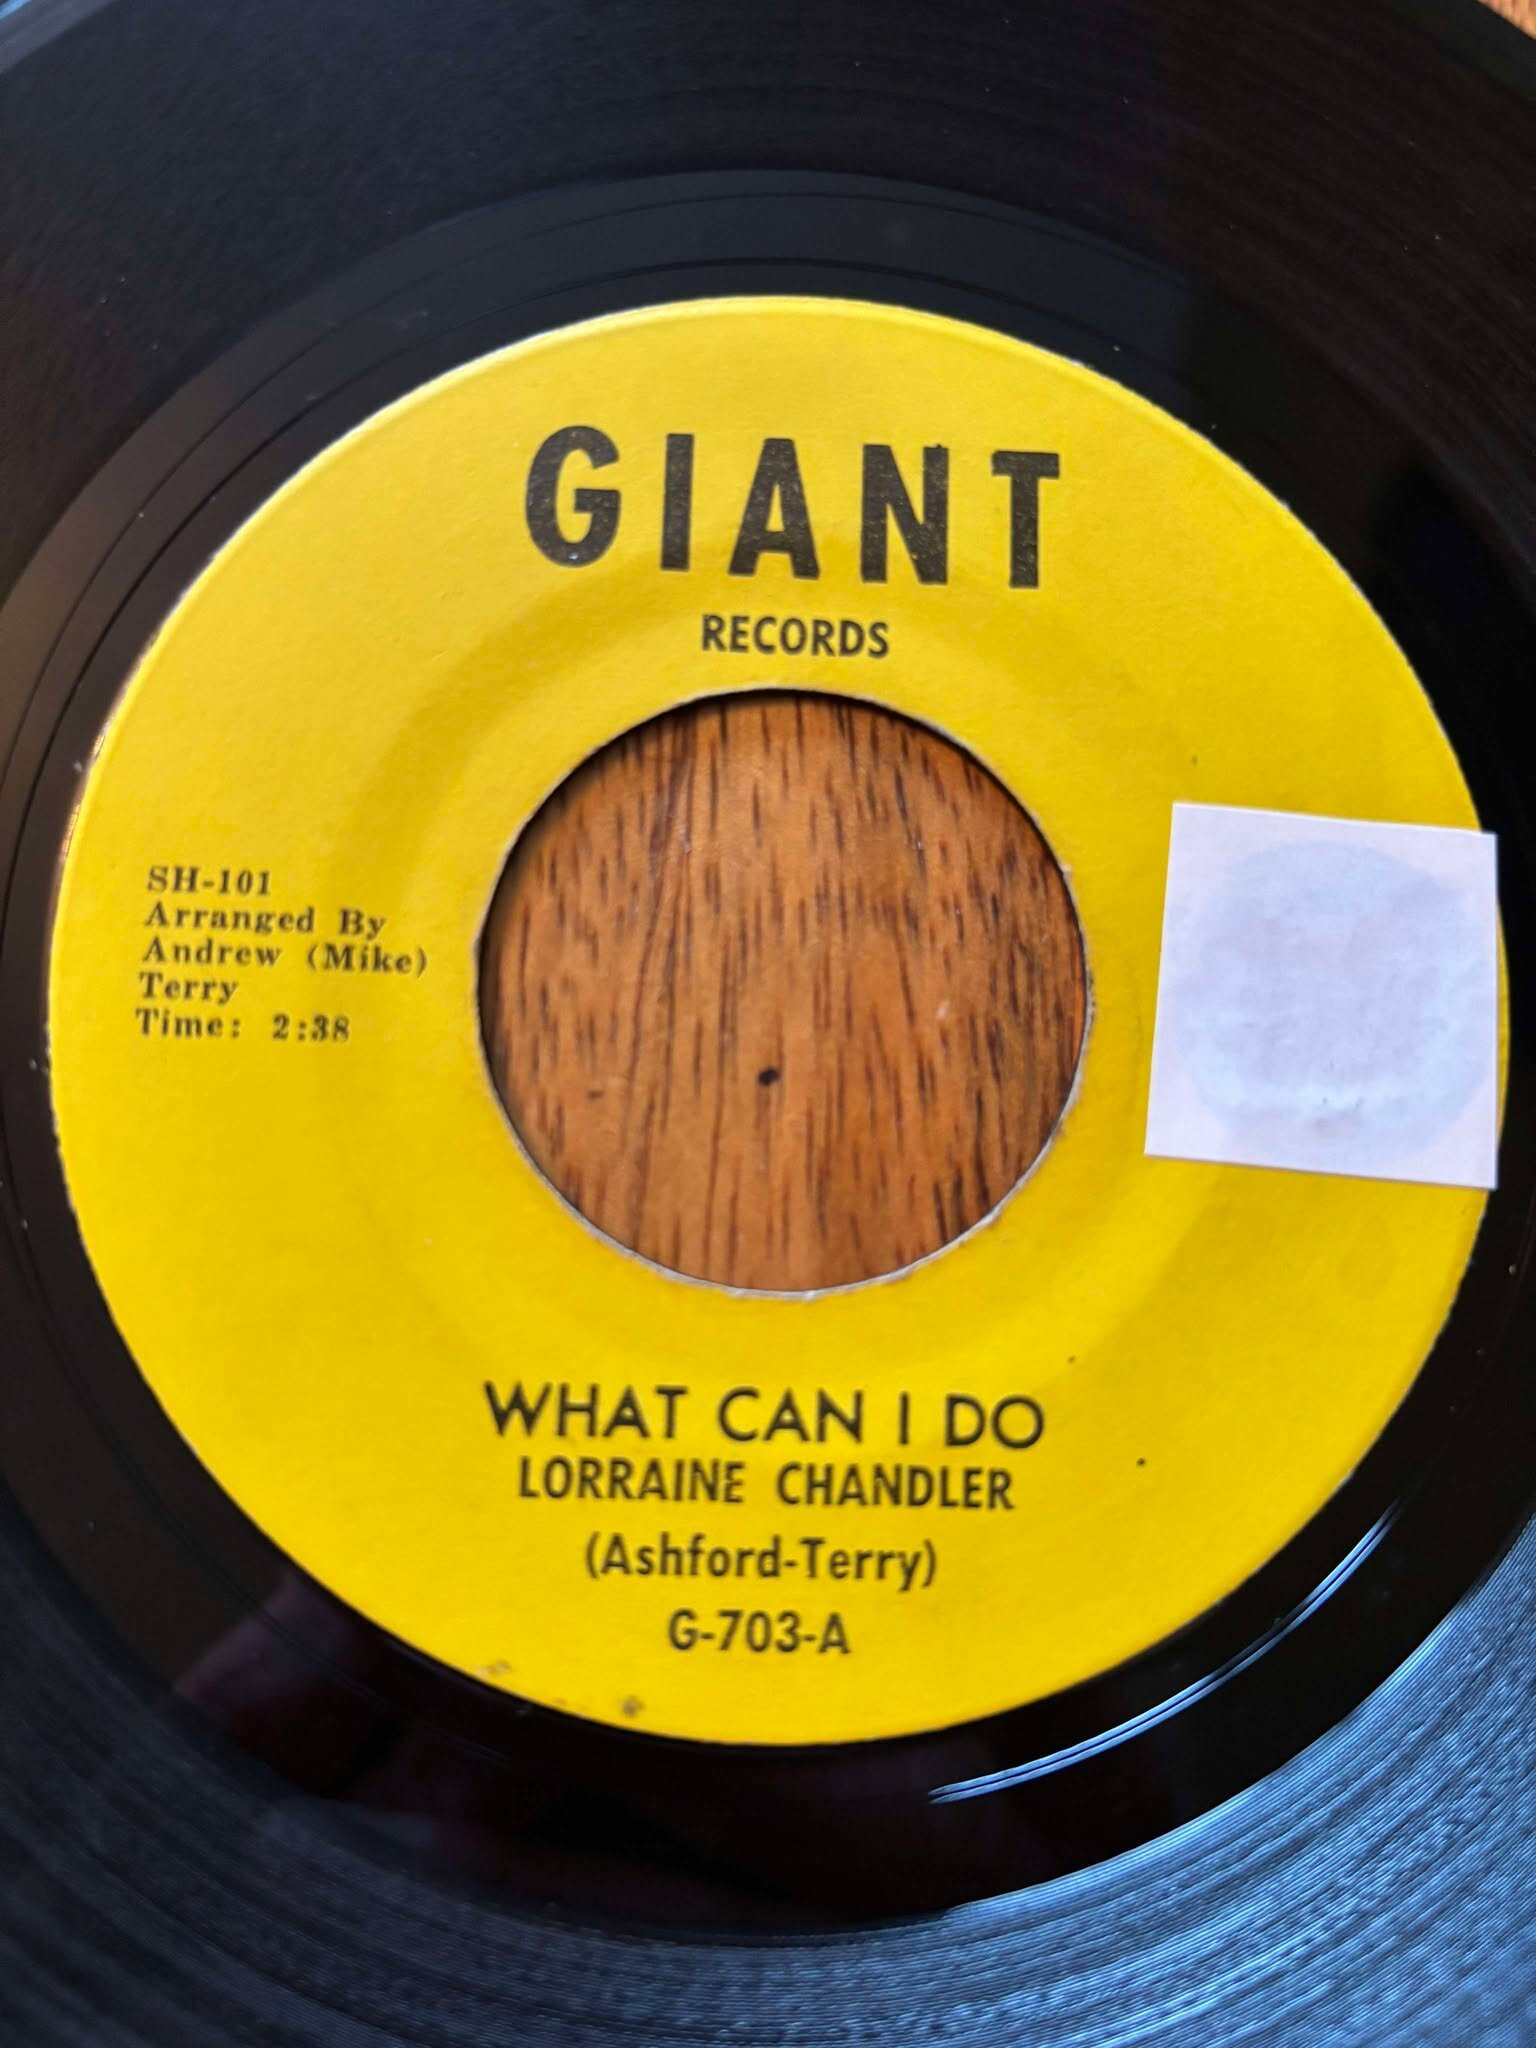 GIANT
RECORDS
SH-101
Arranged By
Andrew (Mike)
Terry
Time: 2:38
WHAT CAN I DO
LORRAINE CHANDLER
(Ashford-Terry)
G-703-A